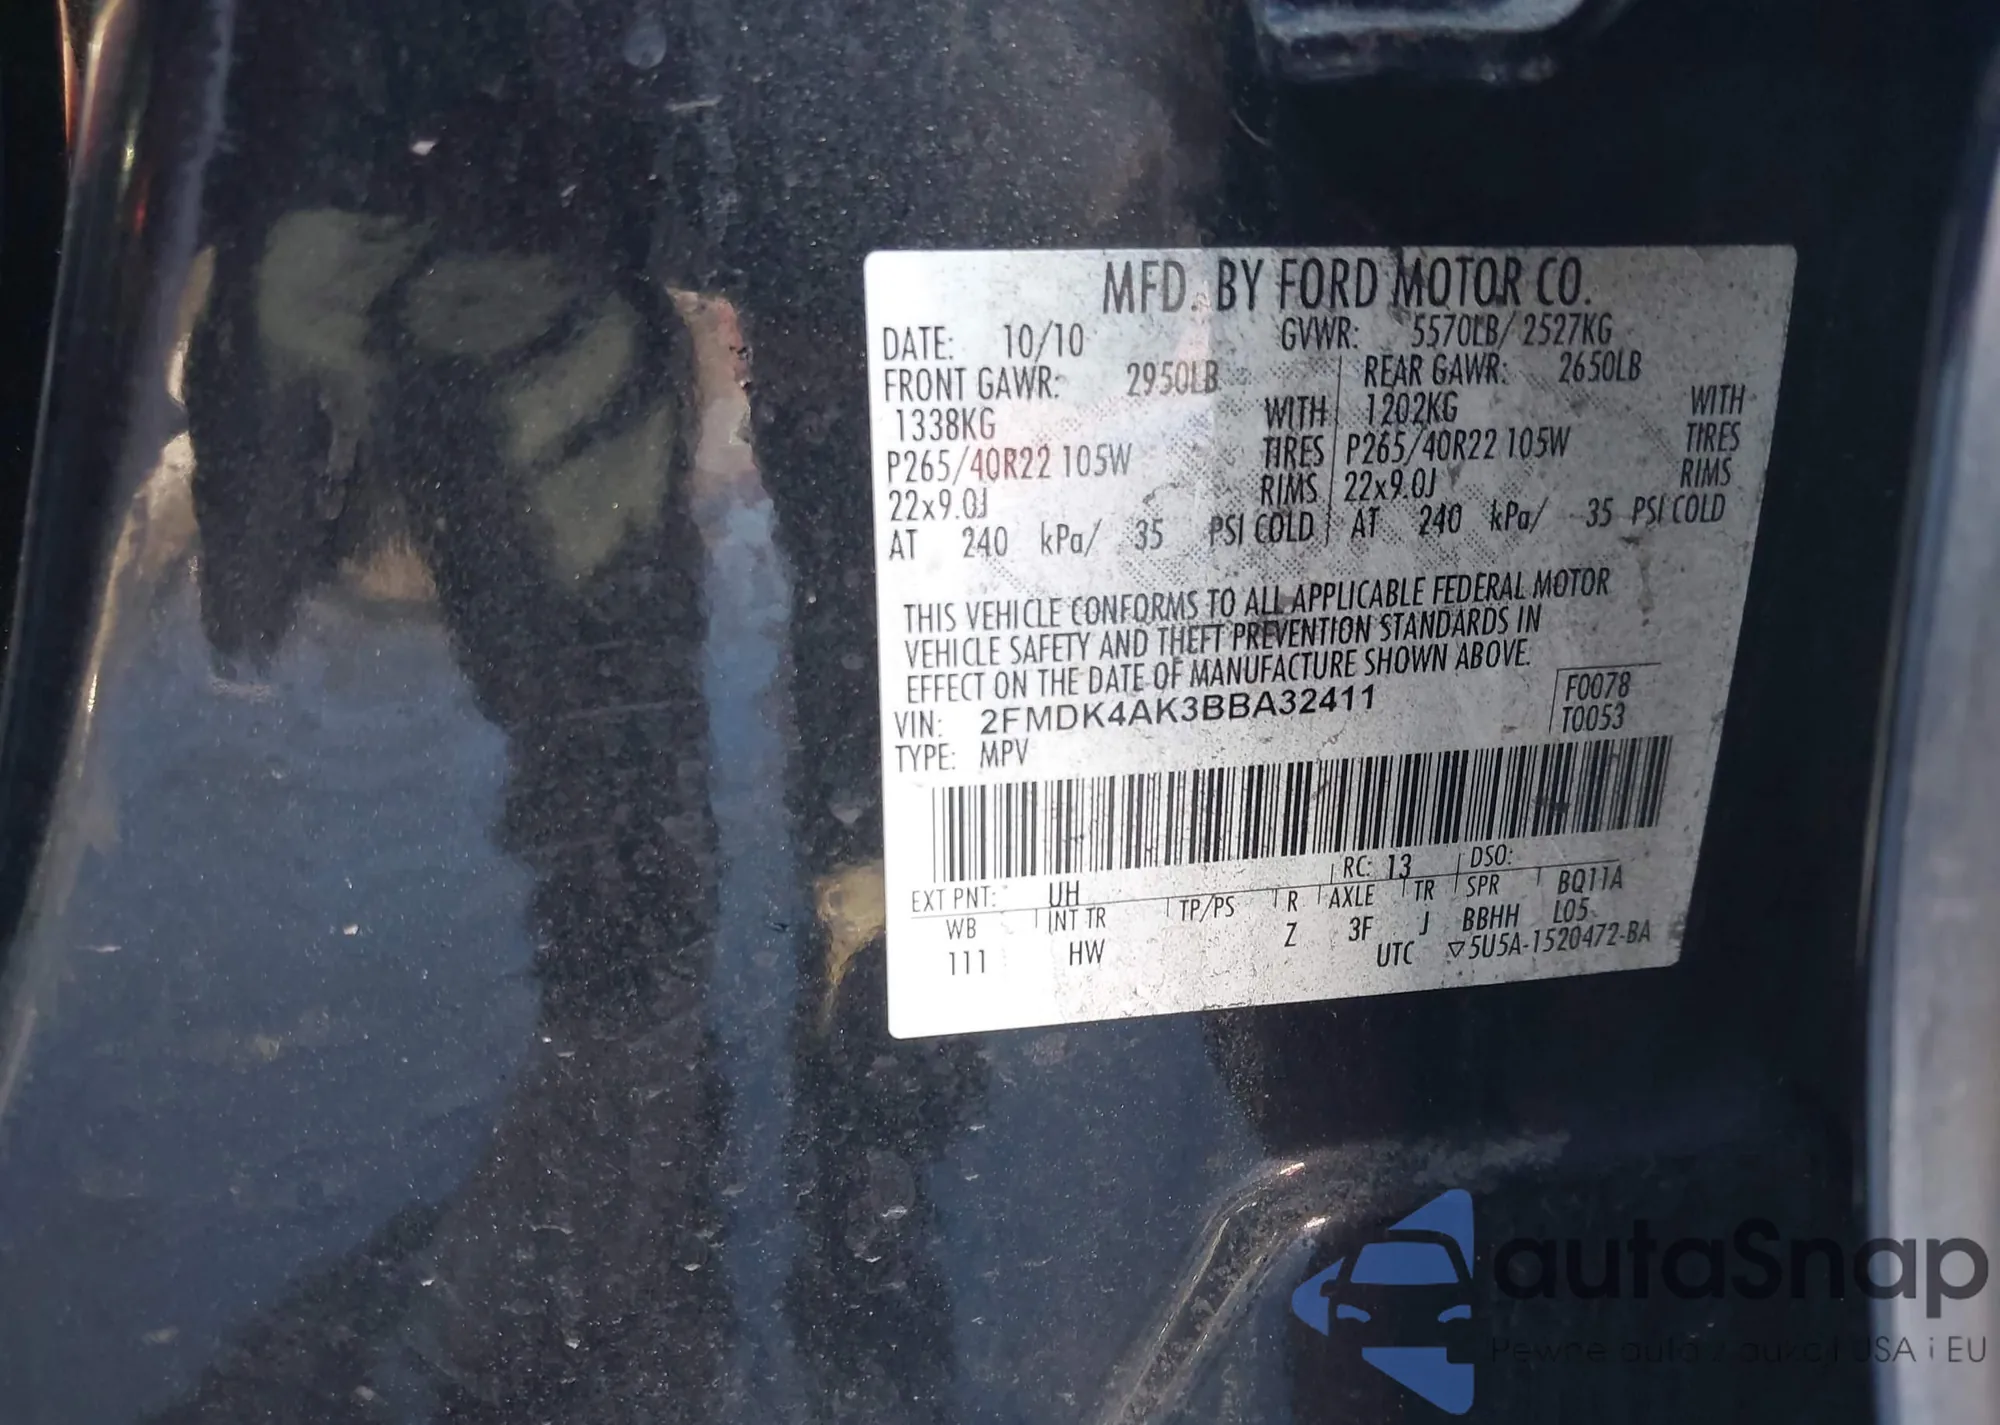 MFD. BY FORD MOTOR CO.
DATE: 10/10 GVWR: 5570LB/ 2527KG
FRONT GAWR: 2950LB REAR GAWR: 2650LB
1338KG WITH 1202KG WITH
P265/40R22 105W TIRES P265/40R22 105W TIRES
22x9.0J RIMS 22x9.0J RIMS
AT 240 kPa/ 35 PSI COLD AT 240 kPa/ 35 PSI COLD
THIS VEHICLE CONFORMS TO ALL APPLICABLE FEDERAL MOTOR
VEHICLE SAFETY AND THEFT PREVENTION STANDARDS IN
EFFECT ON THE DATE OF MANUFACTURE SHOWN ABOVE.
VIN: 2FMDK4AK3BBA32411 F0078
TYPE: MPV T0053
EXT PNT: UH RC: 13 DSO:
WB INT TR TP/PS R AXLE TR SPR BQ11A
111 HW Z 3F J BBHH L05
UTC ▽5U5A-1520472-BA
autaSnap
Pewne auta z aukcji USA i EU